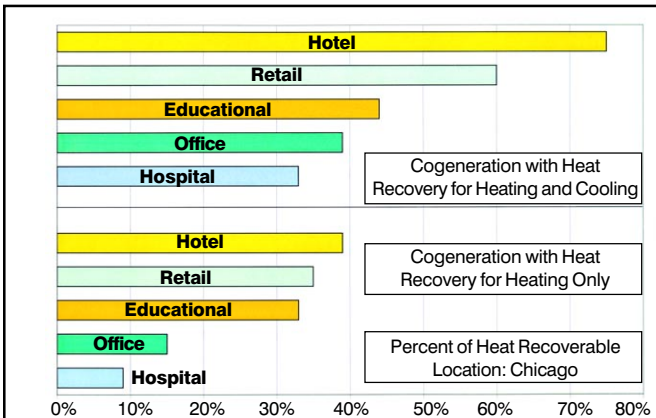 Hotel
Retail
Educational
Office
Hospital
Cogeneration with Heat
Recovery for Heating and Cooling
Hotel
Retail
Educational
Office
Hospital
Cogeneration with Heat
Recovery for Heating Only
Percent of Heat Recoverable
Location: Chicago
0% 10% 20% 30% 40% 50% 60% 70% 80%